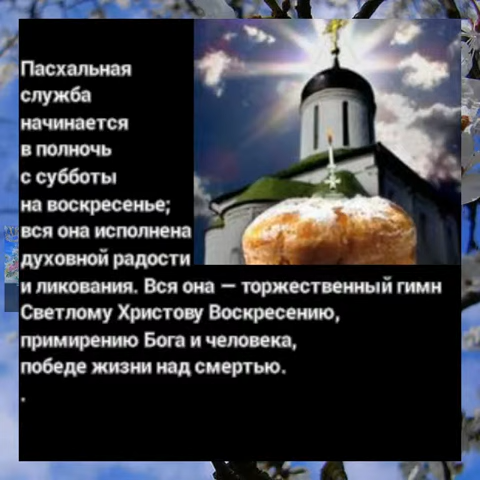 Пасхальная
служба
начинается
в полночь
с субботы
на воскресенье;
вся она исполнена
духовной радости
и ликования. Вся она — торжественный гимн
Светлому Христову Воскресению,
примирению Бога и человека,
победе жизни над смертью.
.